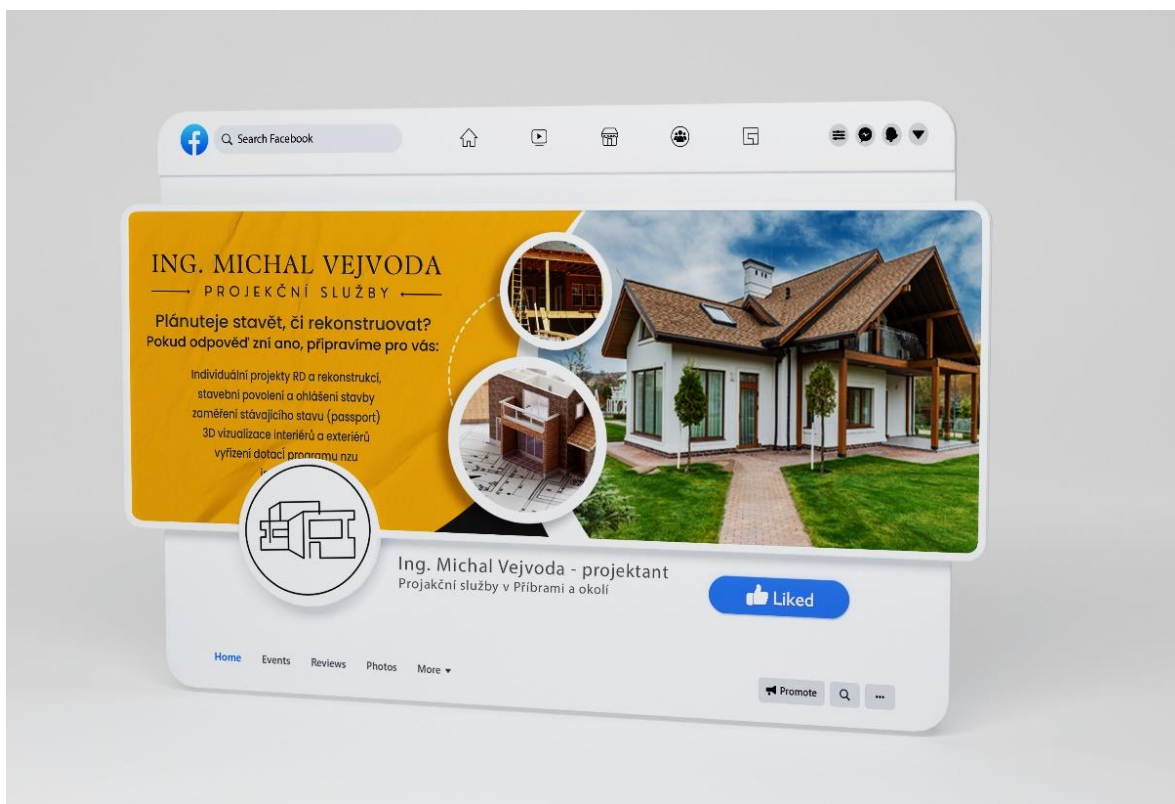 Search Facebook
ING. MICHAL VEJVODA
PROJEKČNÍ SLUŽBY
Plánuteje stavět, či rekonstruovat?
Pokud odpověď zní ano, připravíme pro vás:
Individuální projekty RD a rekonstrukcí,
stavební povolení a ohlášení stavby
zaměření stávajícího stavu (passport)
3D vizualizace interiérů a exteriérů
vyřízení dotací programu nzu
Ing. Michal Vejvoda - projektant
Projakční služby v Příbrami a okolí
Liked
Home Events Reviews Photos More
Promote